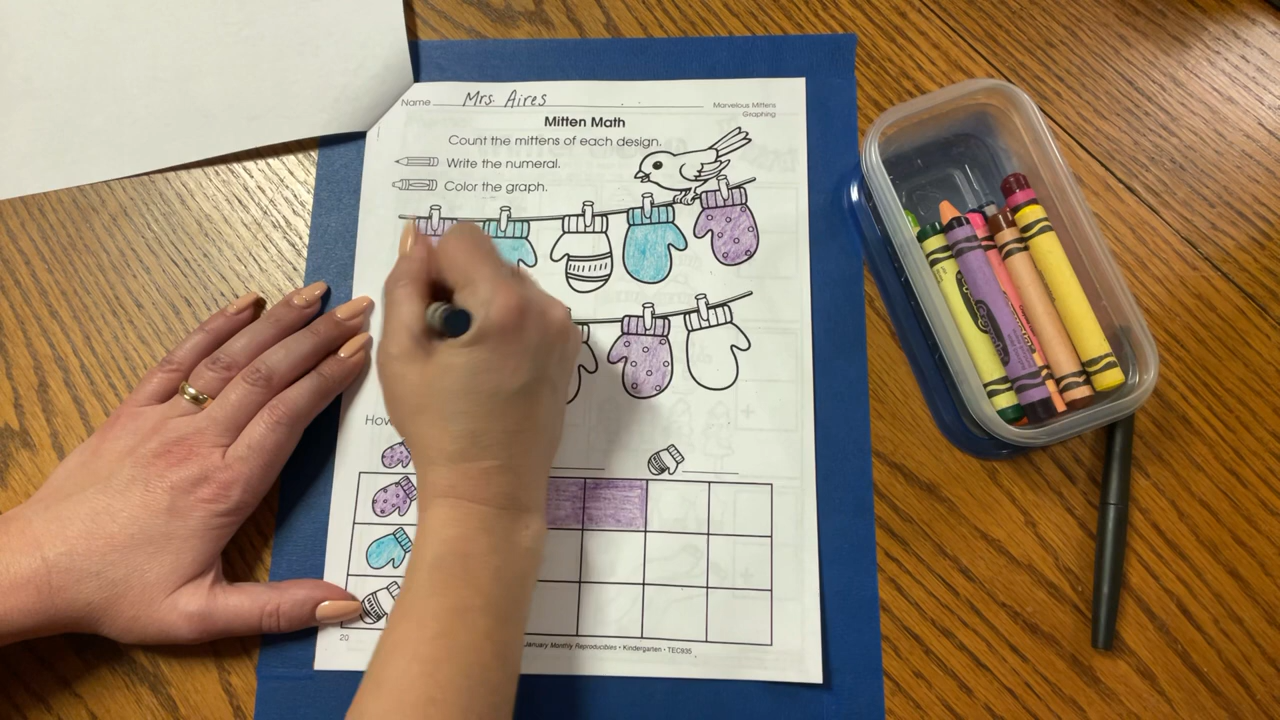 Name Mrs. Aires
Marvelous Mittens
Graphing
Mitten Math
Count the mittens of each design.
Write the numeral.
Color the graph.
How
20
January Monthly Reproducibles • Kindergarten • TEC935